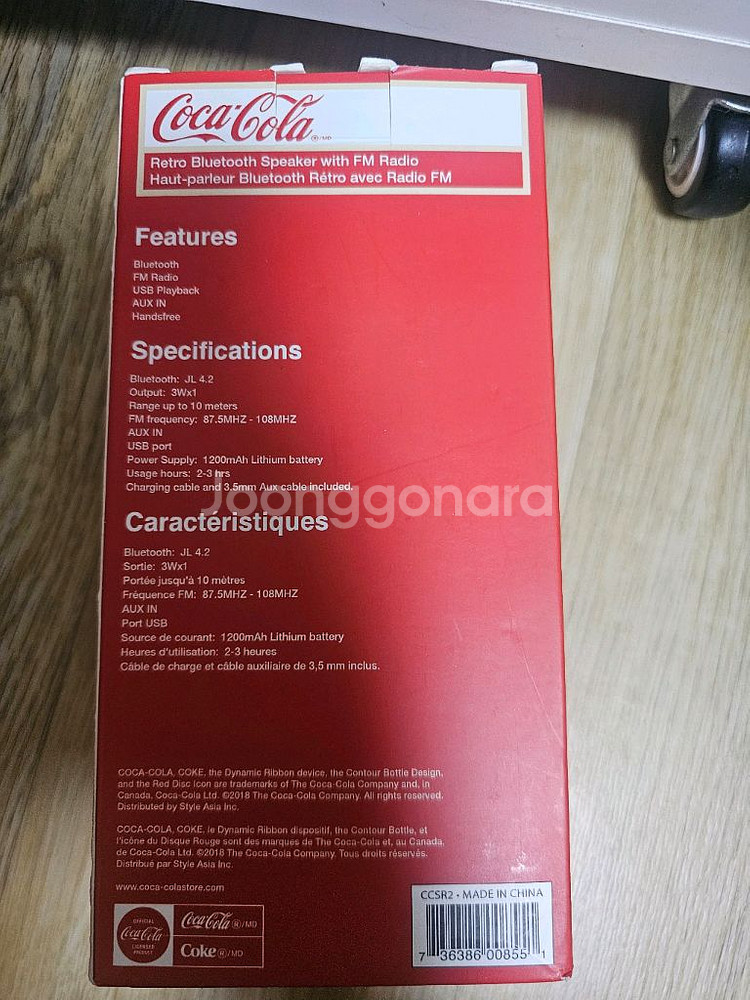 Coca-Cola ®/MD
Retro Bluetooth Speaker with FM Radio
Haut-parleur Bluetooth Rétro avec Radio FM
Features
Bluetooth
FM Radio
USB Playback
AUX IN
Handsfree
Specifications
Bluetooth: JL 4.2
Output: 3Wx1
Range up to 10 meters
FM frequency: 87.5MHZ - 108MHZ
AUX IN
USB port
Power Supply: 1200mAh Lithium battery
Usage hours: 2-3 hrs
Charging cable and 3.5mm Aux cable included.
Joonggonara
Caractéristiques
Bluetooth: JL 4.2
Sortie: 3Wx1
Portée jusqu'à 10 mètres
Fréquence FM: 87.5MHZ - 108MHZ
AUX IN
Port USB
Source de courant: 1200mAh Lithium battery
Heures d'utilisation: 2-3 heures
Câble de charge et câble auxiliaire de 3,5 mm inclus.
COCA-COLA, COKE, the Dynamic Ribbon device, the Contour Bottle Design,
and the Red Disc Icon are trademarks of The Coca-Cola Company and, in
Canada, Coca-Cola Ltd. ©2018 The Coca-Cola Company. All rights reserved.
Distributed by Style Asia Inc.
COCA-COLA, COKE, le Dynamic Ribbon dispositif, the Contour Bottle, et
l'icône du Disque Rouge sont des marques de The Coca-Cola et, au Canada,
de Coca-Cola Ltd. ©2018 The Coca-Cola Company. Tous droits réservés.
Distribué par Style Asia Inc.
www.coca-colastore.com
OFFICIAL
Coca-Cola
LICENSED
PRODUCT
Coca-Cola ®/MD
Coke ®/MD
CCSR2 • MADE IN CHINA
7 36386 00855 1